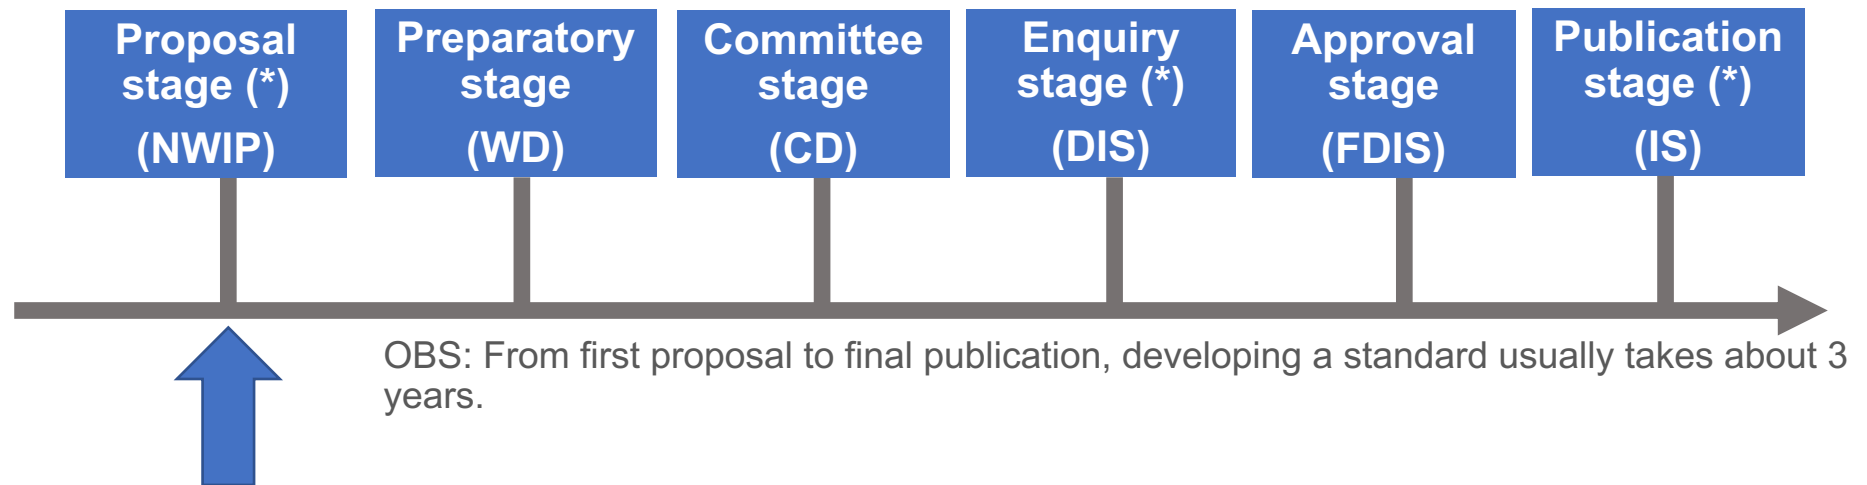 Proposal
stage (*)
(NWIP)
Preparatory
stage
(WD)
Committee
stage
(CD)
Enquiry
stage (*)
(DIS)
Approval
stage
(FDIS)
Publication
stage (*)
(IS)
OBS: From first proposal to final publication, developing a standard usually takes about 3
years.